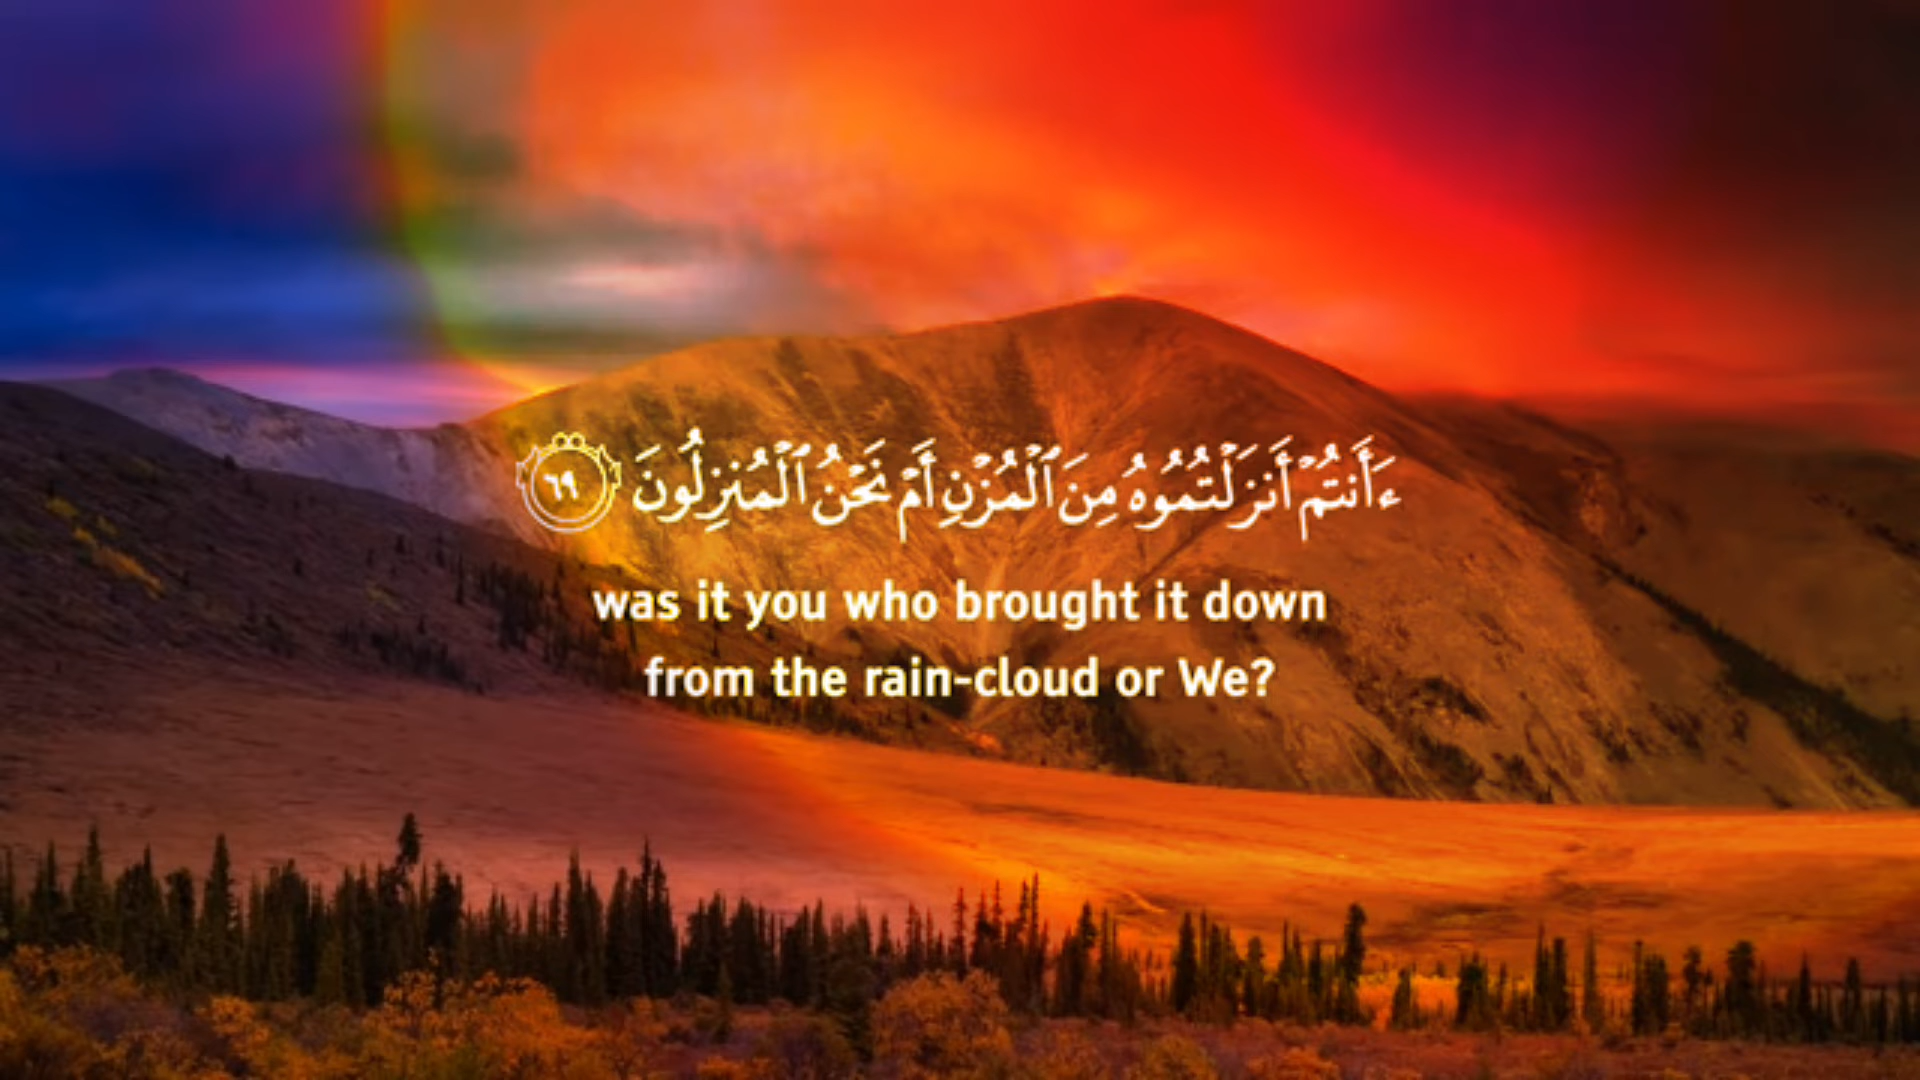 ءَأَنتُمْ أَنزَلْتُمُوهُ مِنَ ٱلْمُزْنِ أَمْ نَحْنُ ٱلْمُنزِلُونَ ٦٩
was it you who brought it down
from the rain-cloud or We?